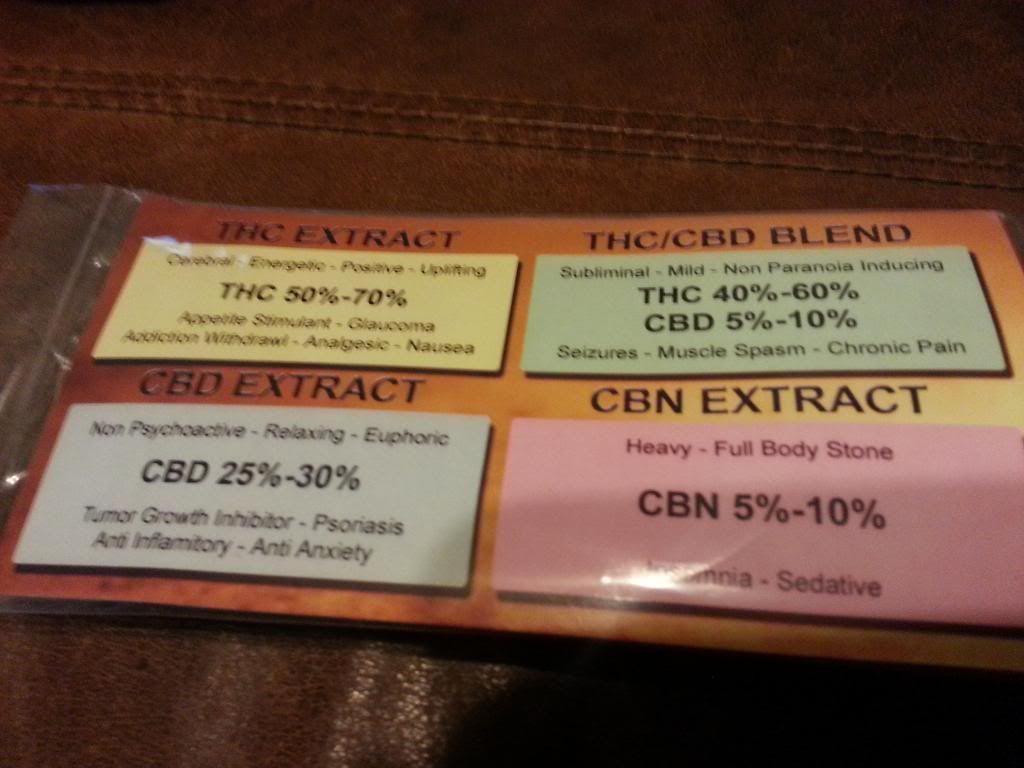 THC EXTRACT
Cerebral - Energetic - Positive - Uplifting
THC 50%-70%
Appetite Stimulant - Glaucoma
Addiction Withdrawl - Analgesic - Nausea
THC/CBD BLEND
Subliminal - Mild - Non Paranoia Inducing
THC 40%-60%
CBD 5%-10%
Seizures - Muscle Spasm - Chronic Pain
CBD EXTRACT
Non Psychoactive - Relaxing - Euphoric
CBD 25%-30%
Tumor Growth Inhibitor - Psoriasis
Anti Inflamitory - Anti Anxiety
CBN EXTRACT
Heavy - Full Body Stone
CBN 5%-10%
Insomnia - Sedative